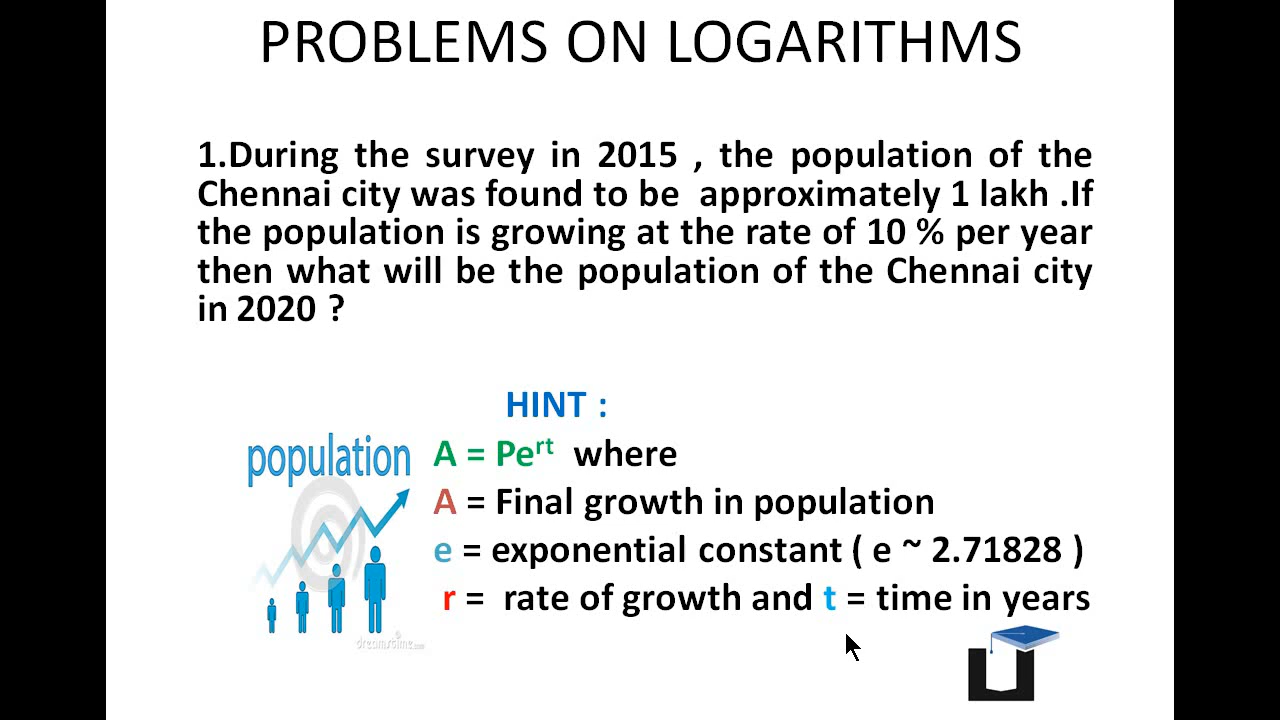 PROBLEMS ON LOGARITHMS
1.During the survey in 2015 , the population of the
Chennai city was found to be approximately 1 lakh .If
the population is growing at the rate of 10 % per year
then what will be the population of the Chennai city
in 2020 ?
HINT :
population
A = Pe^rt where
A = Final growth in population
e = exponential constant ( e ~ 2.71828 )
r = rate of growth and t = time in years
dreamstime.com